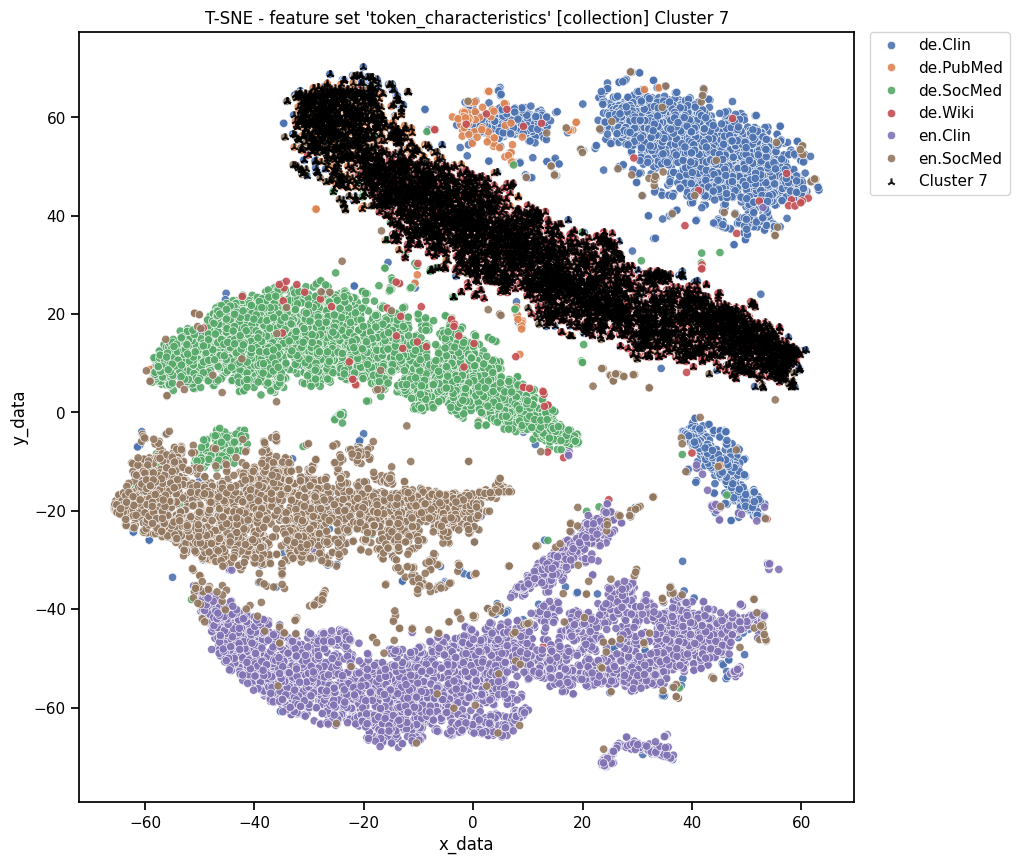 T-SNE - feature set 'token_characteristics' [collection] Cluster 7
de.Clin
de.PubMed
de.SocMed
de.Wiki
en.Clin
en.SocMed
Cluster 7
y_data
60
40
20
0
−20
−40
−60
−60 −40 −20 0 20 40 60
x_data